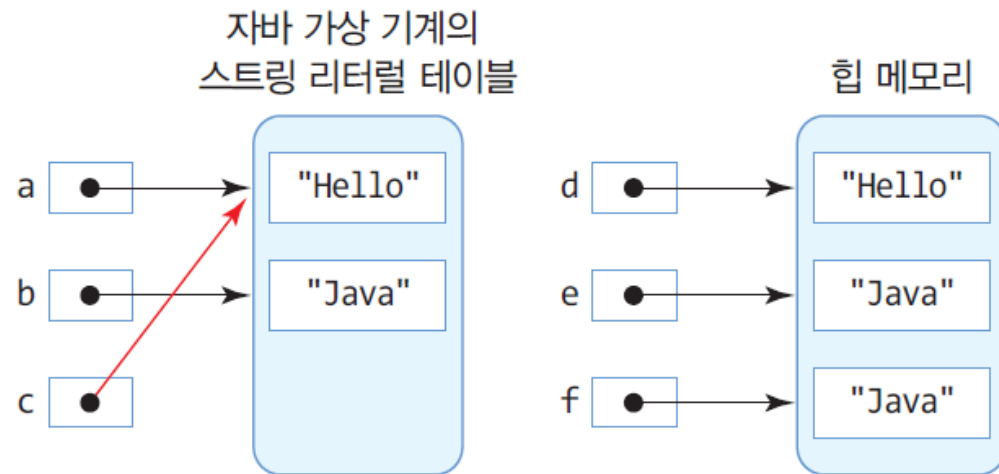 자바 가상 기계의
스트링 리터럴 테이블
힙 메모리
a "Hello" d "Hello"
b "Java" e "Java"
c f "Java"